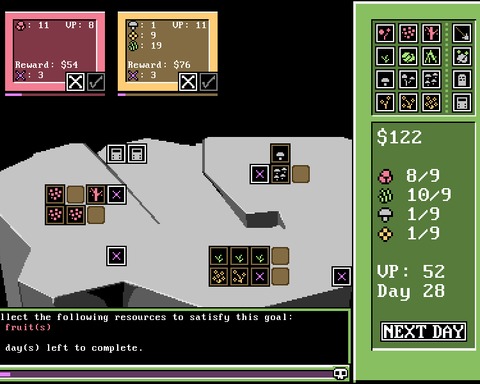 : 11 VP: 8
Reward: $54
: 3
: 1 VP: 11
: 9
: 19
Reward: $76
: 3
$122
8/9
10/9
1/9
1/9
VP: 52
Day 28
NEXT DAY
llect the following resources to satisfy this goal:
fruit(s)
day(s) left to complete.